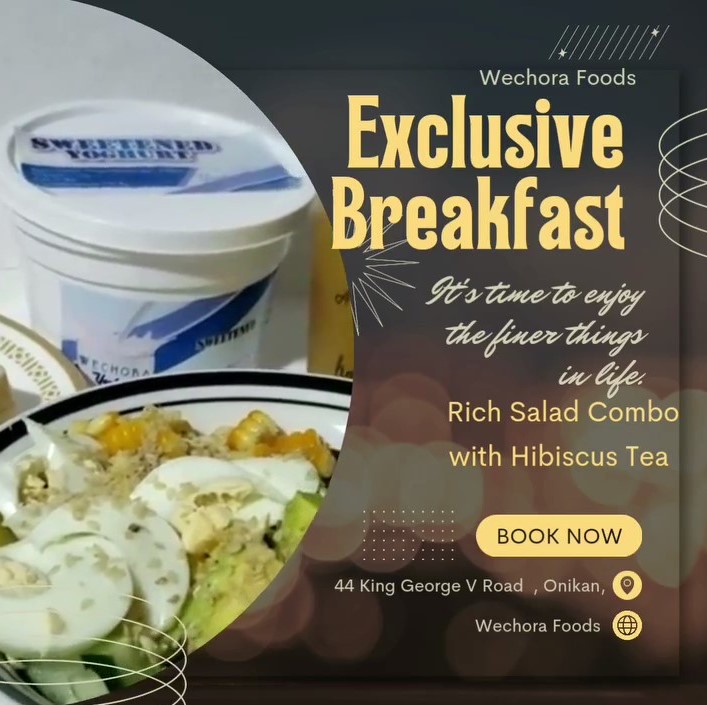 Wechora Foods
Exclusive
Breakfast
It's time to enjoy
the finer things
in life.
Rich Salad Combo
with Hibiscus Tea
BOOK NOW
44 King George V Road , Onikan,
Wechora Foods
SWEETENED
YOGHURT
WECHORA